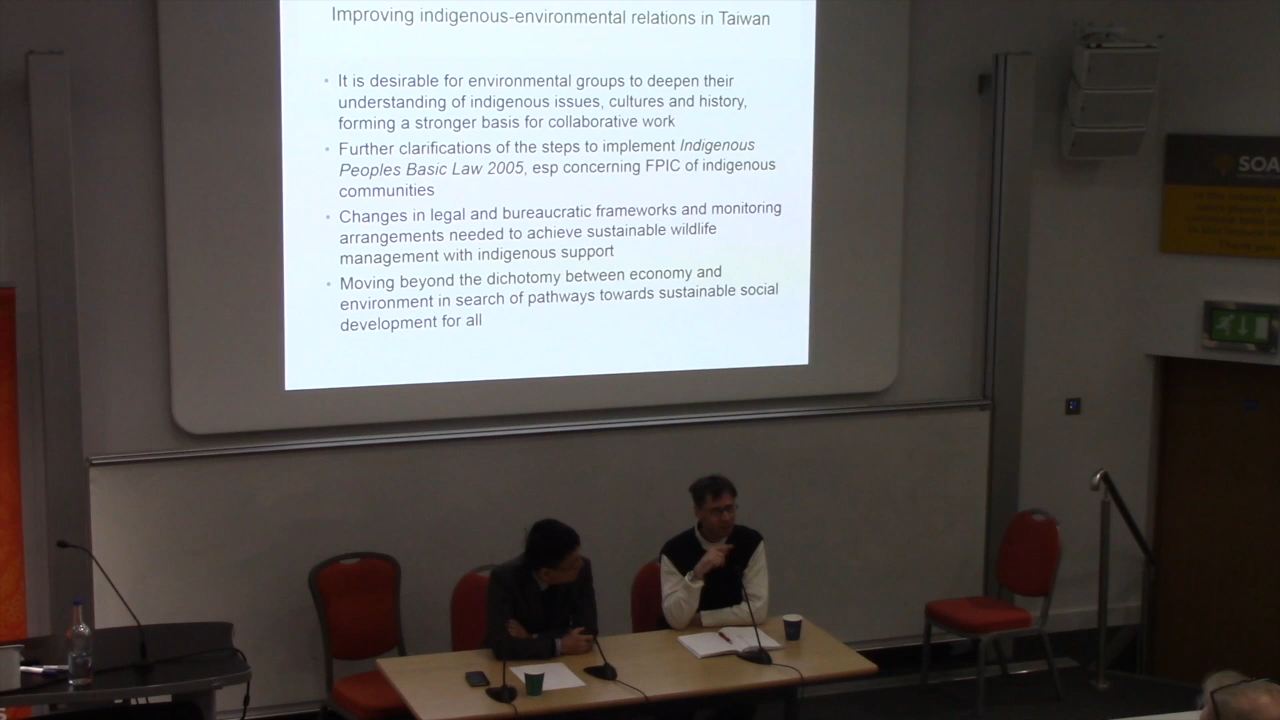 Improving indigenous-environmental relations in Taiwan
• It is desirable for environmental groups to deepen their
understanding of indigenous issues, cultures and history,
forming a stronger basis for collaborative work
• Further clarifications of the steps to implement Indigenous
Peoples Basic Law 2005, esp concerning FPIC of indigenous
communities
• Changes in legal and bureaucratic frameworks and monitoring
arrangements needed to achieve sustainable wildlife
management with indigenous support
• Moving beyond the dichotomy between economy and
environment in search of pathways towards sustainable social
development for all
SOA